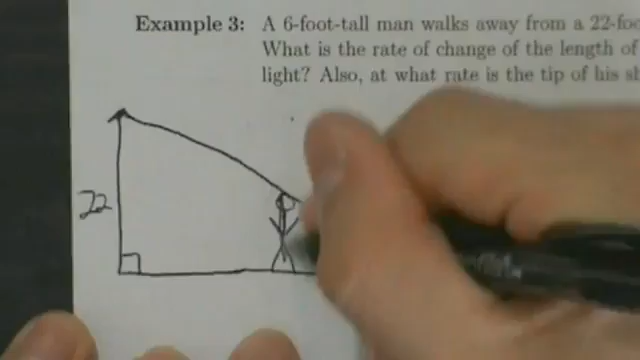 Example 3: A 6-foot-tall man walks away from a 22-foo
What is the rate of change of the length of
light? Also, at what rate is the tip of his sh
22